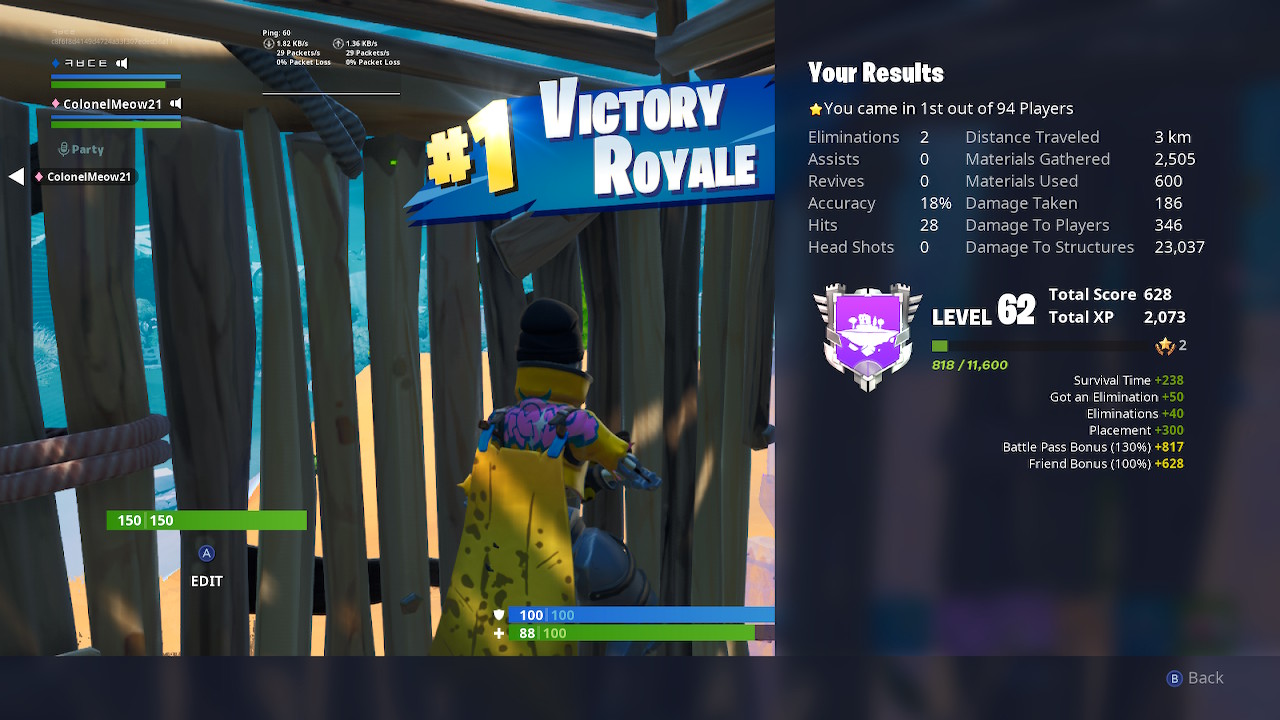 Ping: 60
1.82 KB/s 1.36 KB/s
29 Packets/s 29 Packets/s
0% Packet Loss 0% Packet Loss
ㅋㅂㄷㅌ
ColonelMeow21
Party
ColonelMeow21
#1 Victory Royale
150 | 150
A
EDIT
100 | 100
88 | 100
Your Results
You came in 1st out of 94 Players
Eliminations 2 Distance Traveled 3 km
Assists 0 Materials Gathered 2,505
Revives 0 Materials Used 600
Accuracy 18% Damage Taken 186
Hits 28 Damage To Players 346
Head Shots 0 Damage To Structures 23,037
LEVEL 62
Total Score 628
Total XP 2,073
818 / 11,600
2
Survival Time +238
Got an Elimination +50
Eliminations +40
Placement +300
Battle Pass Bonus (130%) +817
Friend Bonus (100%) +628
B Back